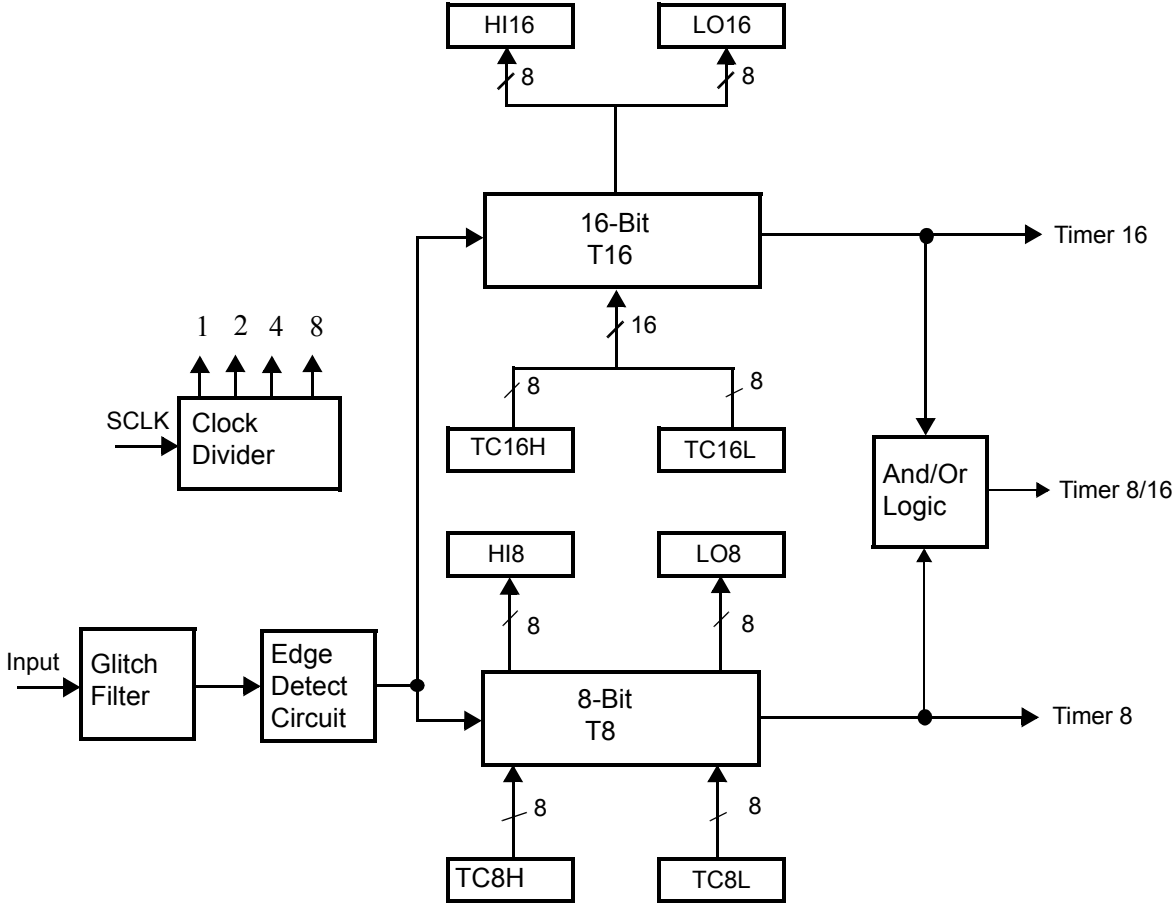 HI16
LO16
8
8
16-Bit
T16
Timer 16
16
1 2 4 8
8
8
SCLK
Clock
Divider
TC16H
TC16L
And/Or
Logic
Timer 8/16
HI8
LO8
8
8
Input
Glitch
Filter
Edge
Detect
Circuit
8-Bit
T8
Timer 8
8
8
TC8H
TC8L